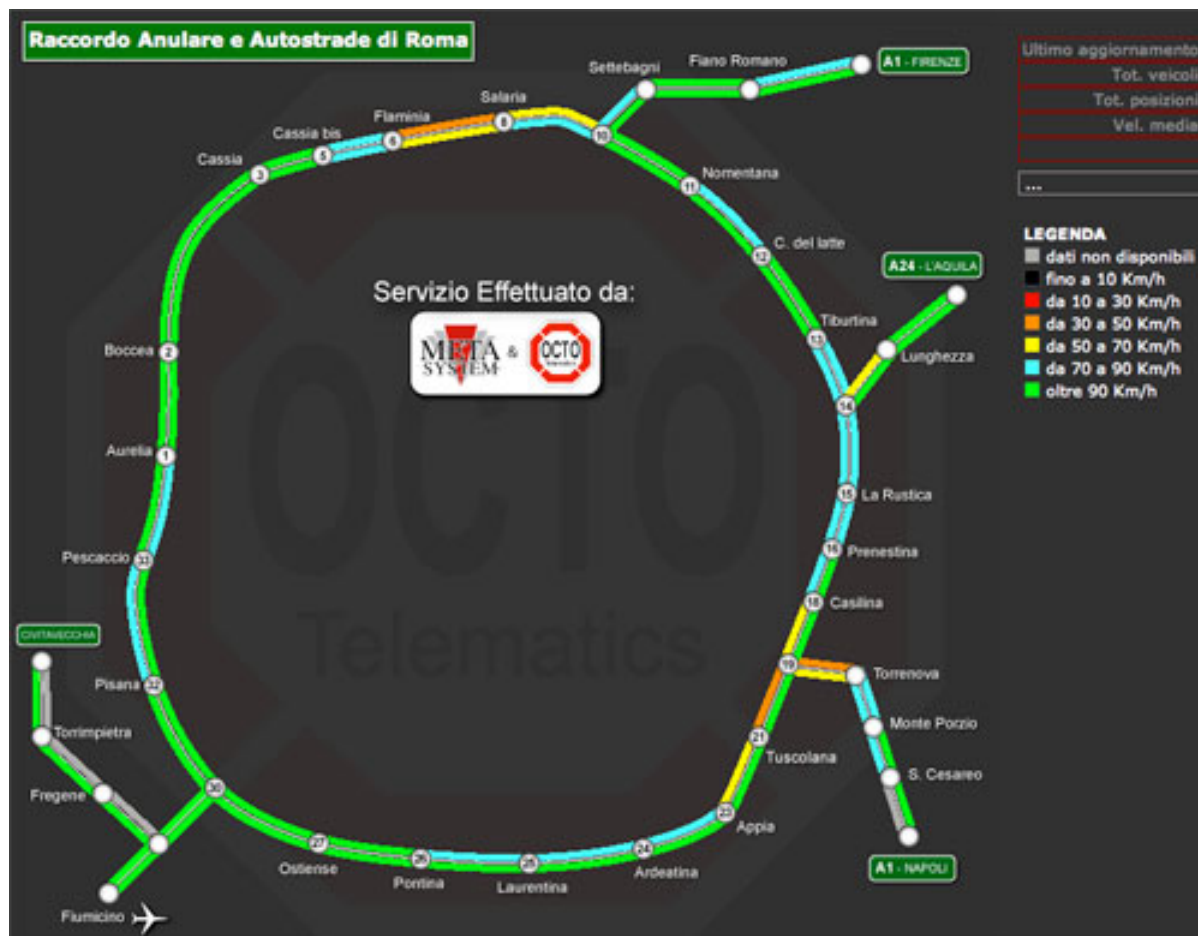 Raccordo Anulare e Autostrade di Roma
Ultimo aggiornamento
Tot. veicoli
Tot. posizioni
Vel. media
...
LEGENDA
dati non disponibili
fino a 10 Km/h
da 10 a 30 Km/h
da 30 a 50 Km/h
da 50 a 70 Km/h
da 70 a 90 Km/h
oltre 90 Km/h
A1 - FIRENZE
Fiano Romano
Settebagni
Salaria
8
Flaminia
6
Cassia bis
5
Cassia
3
10
Nomentana
11
C. del latte
12
A24 - L'AQUILA
Servizio Effettuato da:
META SYSTEM
&
OCTO
Telematics
Tiburtina
13
Lunghezza
Boccea
2
14
Aurelia
1
15
La Rustica
16
Prenestina
Pescaccio
33
18
Casilina
OCTO
Telematics
CIVITAVECCHIA
19
Torrenova
Pisana
32
Monte Porzio
Torrimpietra
21
Tuscolana
S. Cesareo
Fregene
30
23
Appia
27
Ostiense
26
Pontina
25
Laurentina
24
Ardeatina
A1 - NAPOLI
Fiumicino